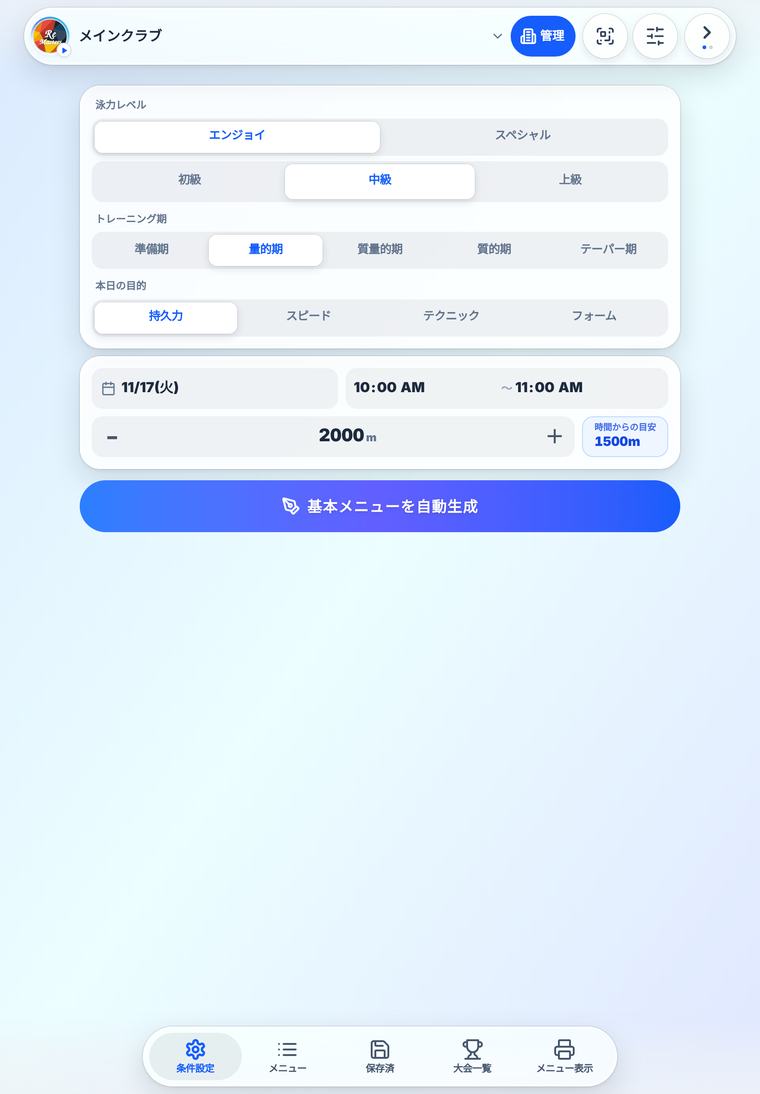 メインクラブ
管理
泳力レベル
エンジョイ スペシャル
初級 中級 上級
トレーニング期
準備期 量的期 質量的期 質的期 テーパー期
本日の目的
持久力 スピード テクニック フォーム
11/17(火) 10:00 AM ～11:00 AM
2000m
時間からの目安
1500m
基本メニューを自動生成
条件設定 メニュー 保存済 大会一覧 メニュー表示